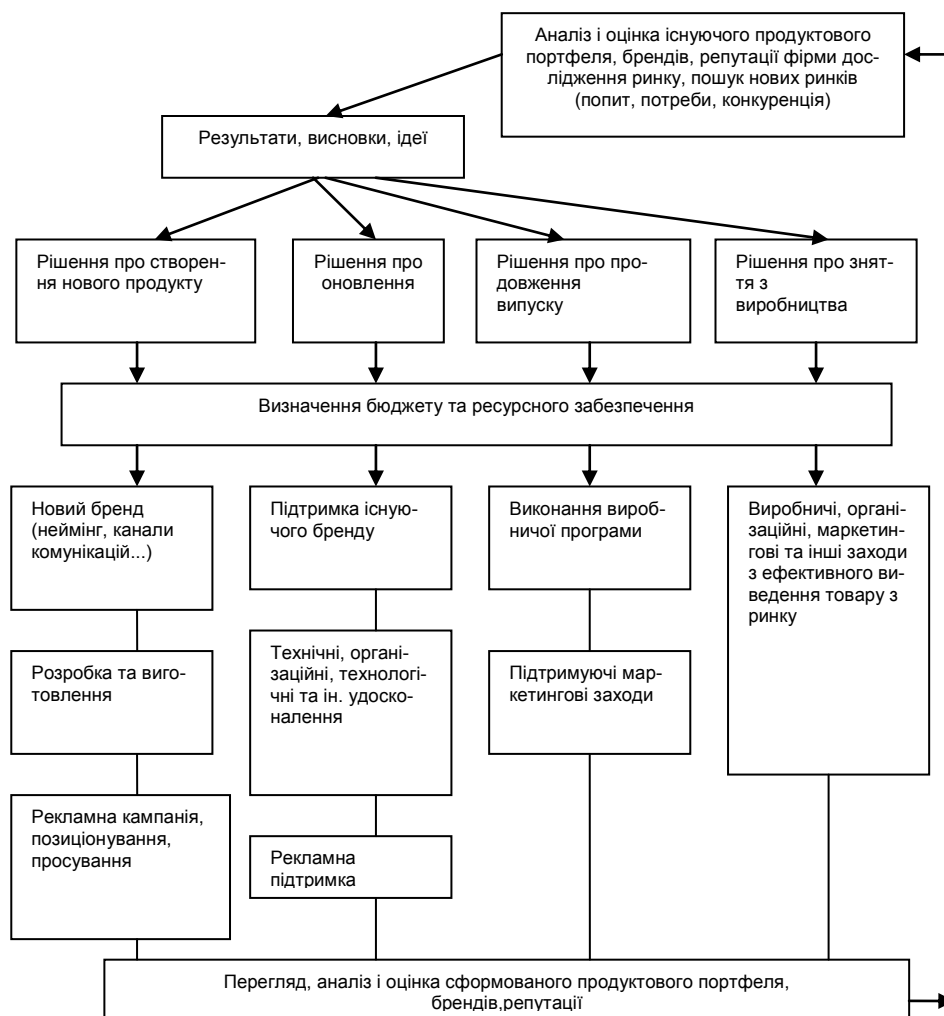 Аналіз і оцінка існуючого продуктового
портфеля, брендів, репутації фірми дос-
лідження ринку, пошук нових ринків
(попит, потреби, конкуренція)
Результати, висновки, ідеї
Рішення про створен-
ня нового продукту
Рішення про
оновлення
Рішення про про-
довження
випуску
Рішення про знят-
тя з
виробництва
Визначення бюджету та ресурсного забезпечення
Новий бренд
(неймінг, канали
комунікацій...)
Підтримка існую-
чого бренду
Виконання вироб-
ничої програми
Виробничі, органі-
заційні, маркетин-
гові та інші заходи
з ефективного ви-
ведення товару з
ринку
Розробка та виго-
товлення
Технічні, органі-
заційні, технологі-
чні та ін. удоско-
налення
Підтримуючі мар-
кетингові заходи
Рекламна кампанія,
позиціонування,
просування
Рекламна
підтримка
Перегляд, аналіз і оцінка сформованого продуктового портфеля,
брендів,репутації